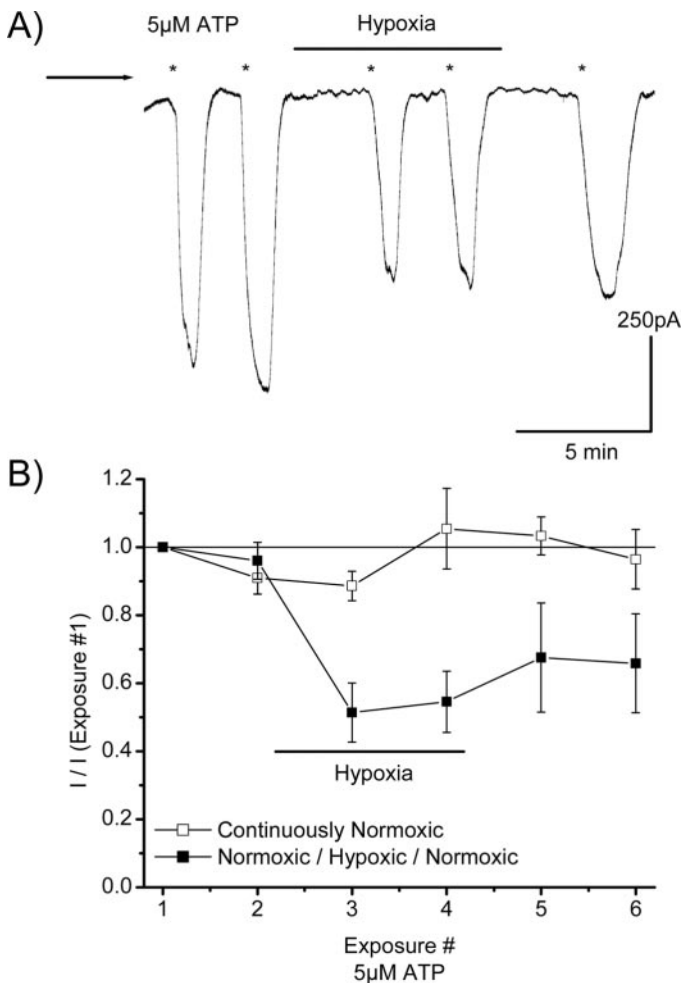 A)
5µM ATP
Hypoxia
* * * * *
250pA
5 min
B)
1.2
1.0
0.8
0.6
0.4
0.2
0.0
I / I (Exposure #1)
Hypoxia
Continuously Normoxic
Normoxic / Hypoxic / Normoxic
1 2 3 4 5 6
Exposure #
5µM ATP